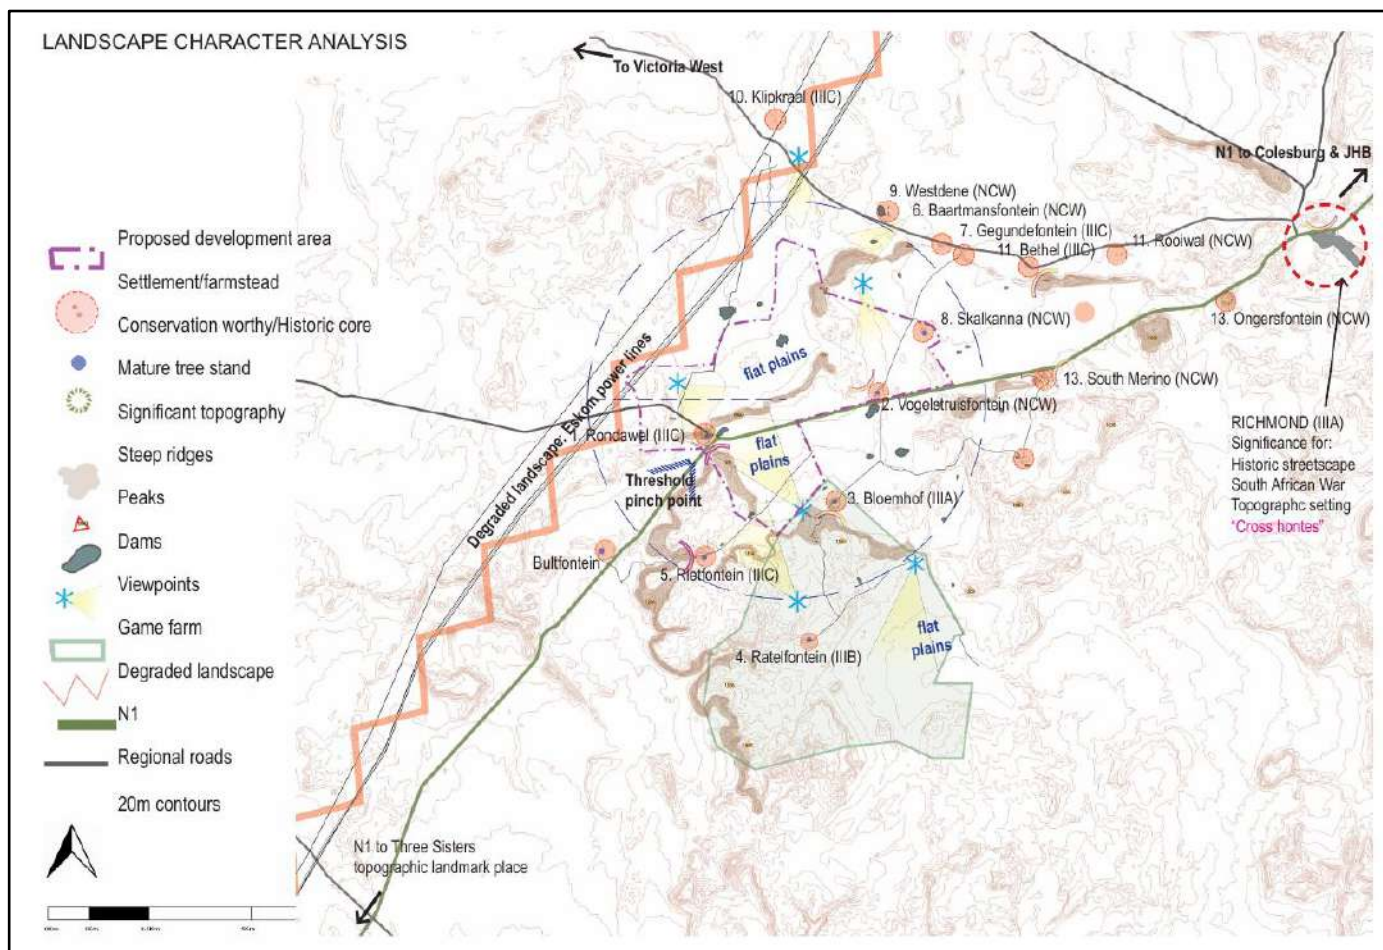 LANDSCAPE CHARACTER ANALYSIS
To Victoria West
10. Klipkraal (IIIC)
N1 to Colesburg & JHB
9. Westdene (NCW)
6. Baartmansfontein (NCW)
7. Gegundefontein (IIIC)
11. Bethel (IIIC)
11. Rooiwal (NCW)
8. Skalkanna (NCW)
13. Ongersfontein (NCW)
13. South Merino (NCW)
2. Vogelstruisfontein (NCW)
flat plains
Degraded landscape: Eskom power lines
1. Rondawel (IIIC)
flat
plains
Threshold
pinch point
3. Bloemhof (IIIA)
Bultfontein
5. Rietfontein (IIIC)
4. Ratelfontein (IIIB)
flat
plains
RICHMOND (IIIA)
Significance for:
Historic streetscape
South African War
Topographc setting
"Cross hontes"
N1 to Three Sisters
topographic landmark place
Proposed development area
Settlement/farmstead
Conservation worthy/Historic core
Mature tree stand
Significant topography
Steep ridges
Peaks
Dams
Viewpoints
Game farm
Degraded landscape
N1
Regional roads
20m contours